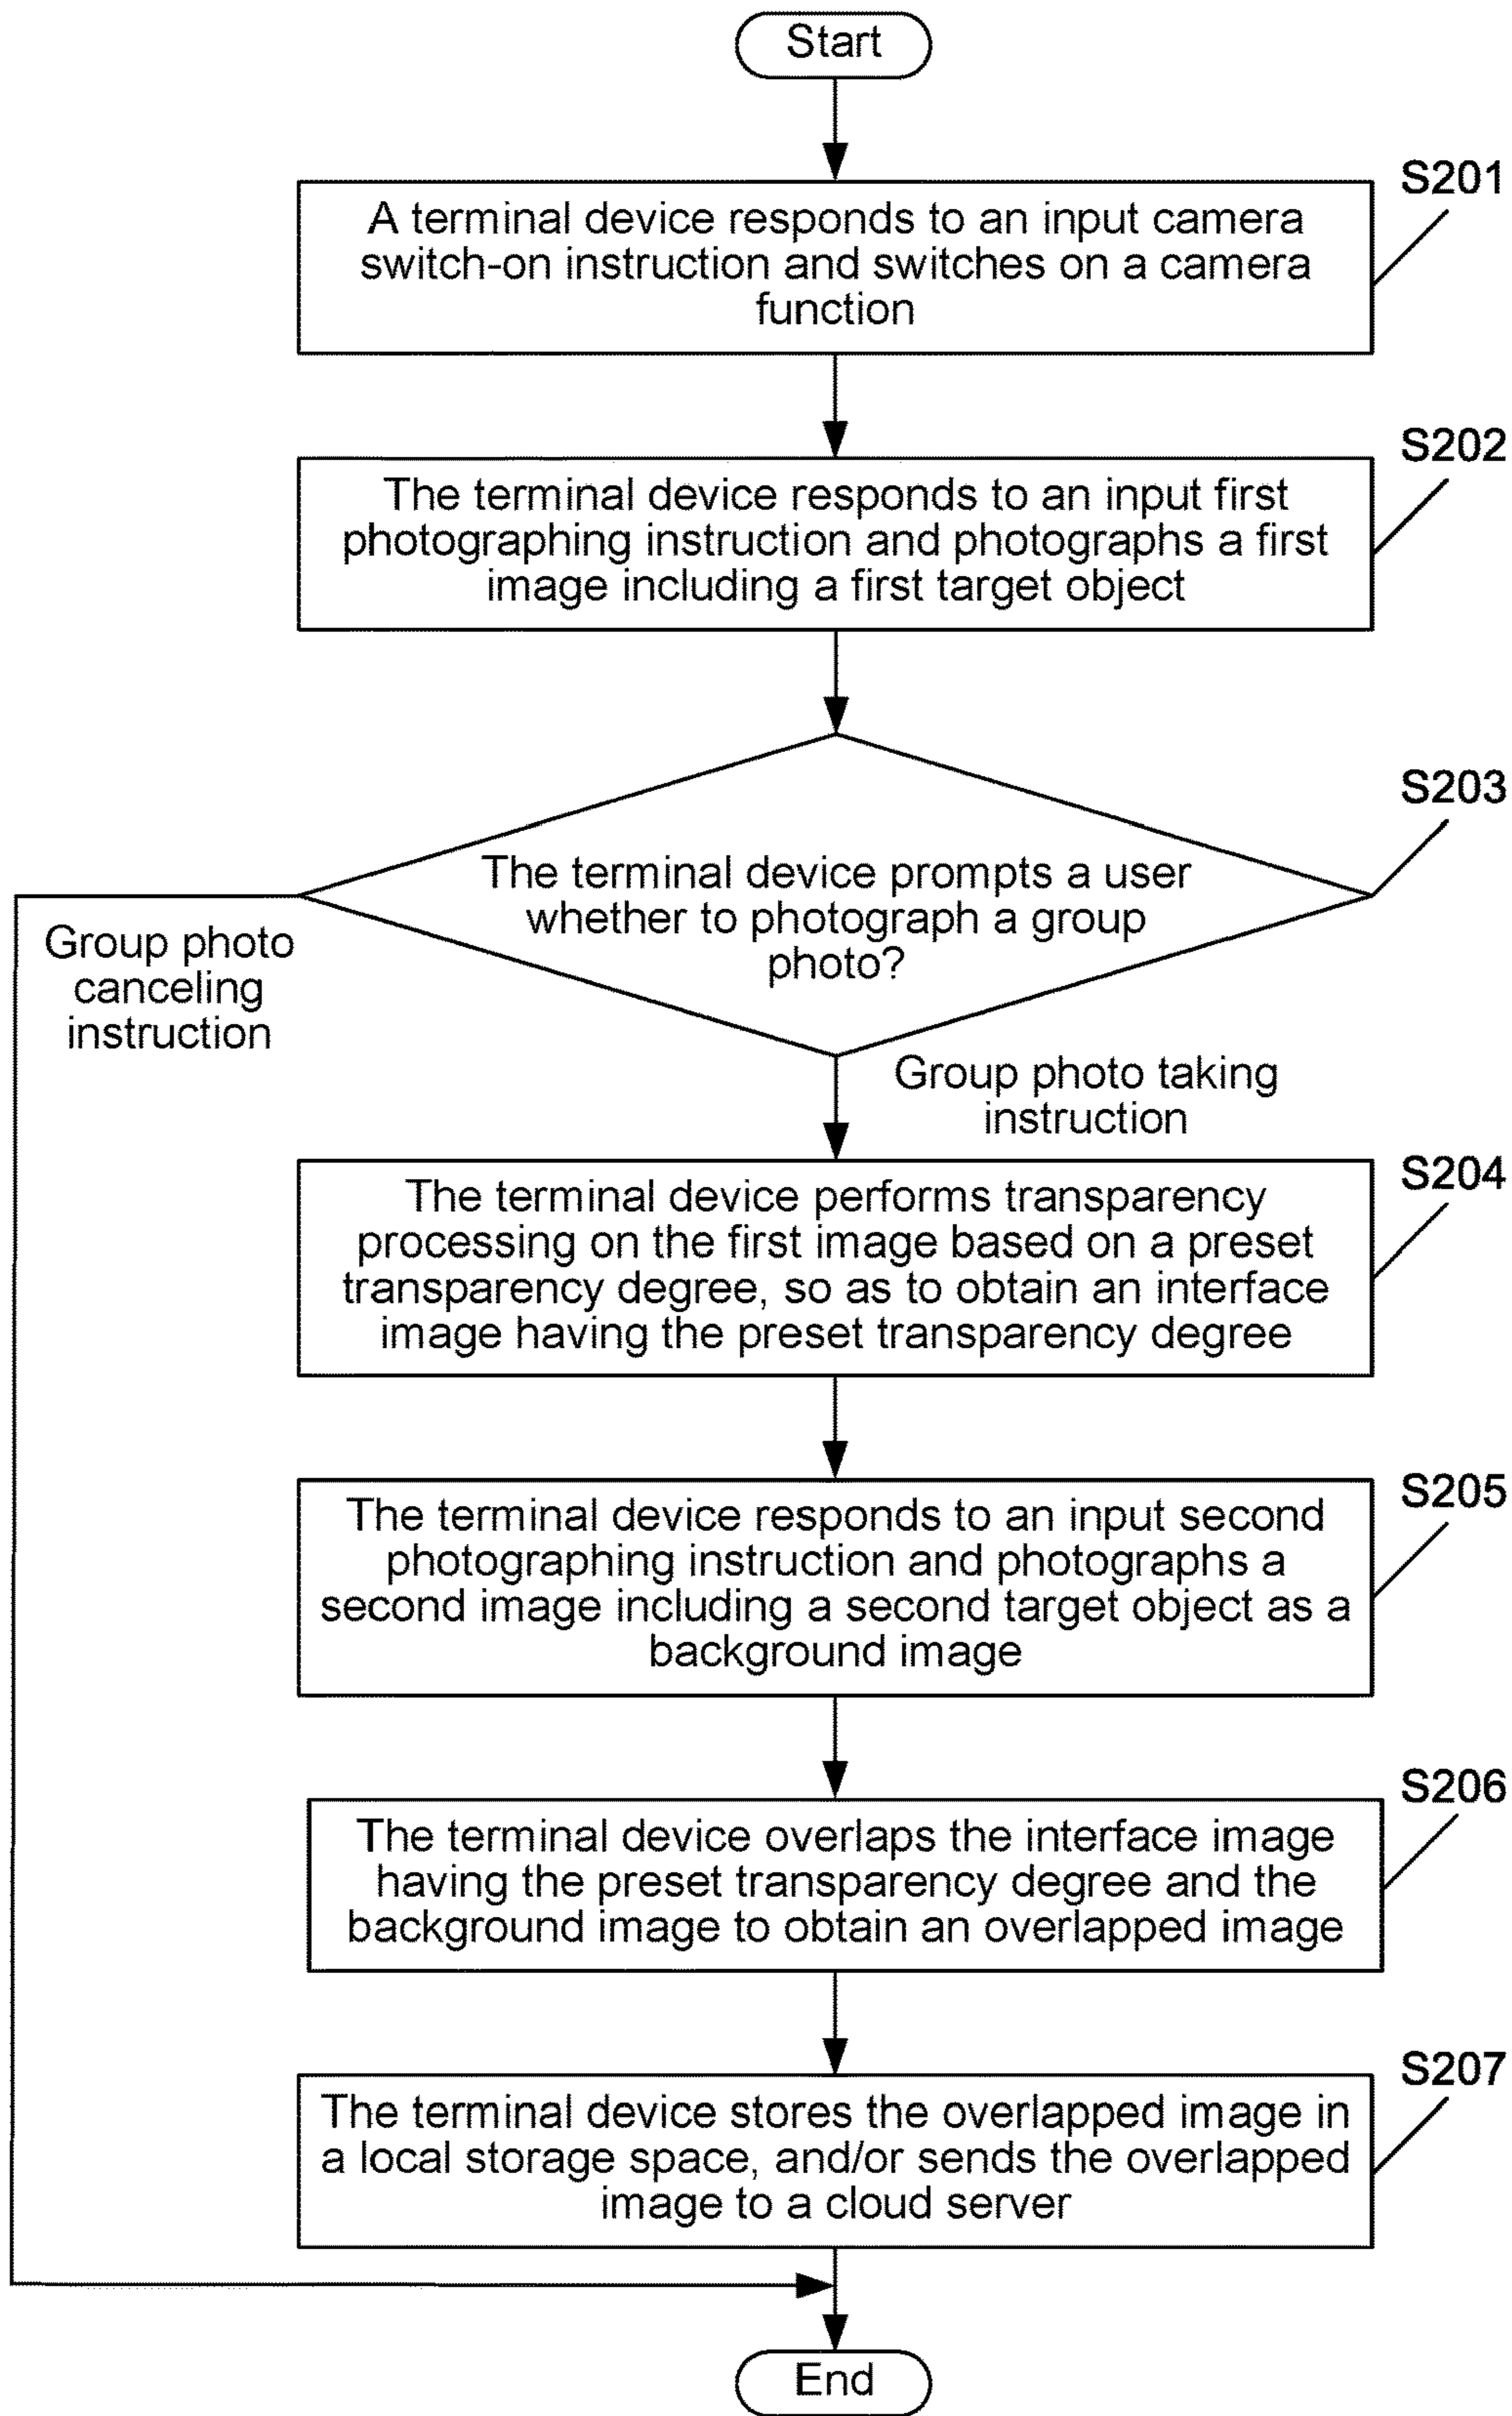 Start
S201
A terminal device responds to an input camera
switch-on instruction and switches on a camera
function
S202
The terminal device responds to an input first
photographing instruction and photographs a first
image including a first target object
S203
The terminal device prompts a user
whether to photograph a group
photo?
Group photo
canceling
instruction
Group photo taking
instruction
S204
The terminal device performs transparency
processing on the first image based on a preset
transparency degree, so as to obtain an interface
image having the preset transparency degree
S205
The terminal device responds to an input second
photographing instruction and photographs a
second image including a second target object as a
background image
S206
The terminal device overlaps the interface image
having the preset transparency degree and the
background image to obtain an overlapped image
S207
The terminal device stores the overlapped image in
a local storage space, and/or sends the overlapped
image to a cloud server
End